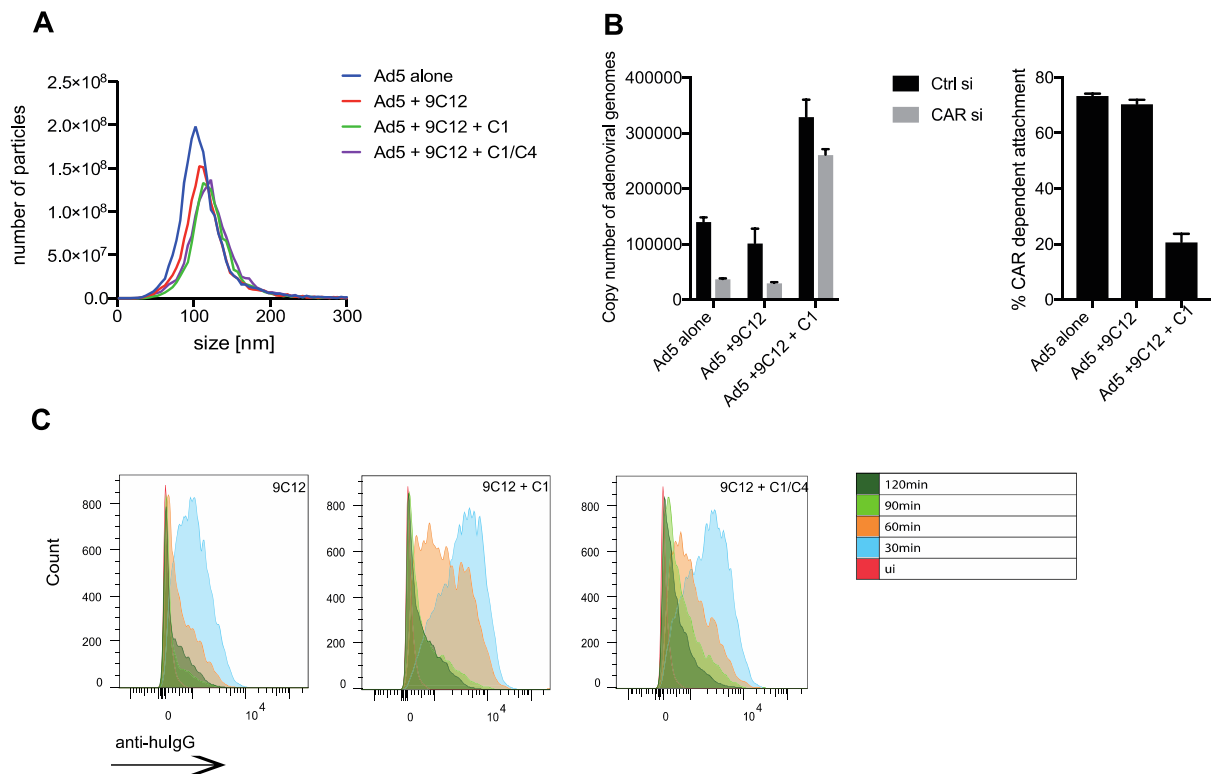 A
number of particles
2.5×10⁸
2.0×10⁸
1.5×10⁸
1.0×10⁸
5.0×10⁷
0.0
0 100 200 300
size [nm]
Ad5 alone
Ad5 + 9C12
Ad5 + 9C12 + C1
Ad5 + 9C12 + C1/C4
B
Copy number of adenoviral genomes
400000
300000
200000
100000
0
Ad5 alone
Ad5 +9C12
Ad5 +9C12 + C1
Ctrl si
CAR si
% CAR dependent attachment
80
60
40
20
0
Ad5 alone
Ad5 +9C12
Ad5 +9C12 + C1
C
Count
9C12
800
600
400
200
0
0 10⁴
9C12 + C1
800
600
400
200
0
0 10⁴
9C12 + C1/C4
800
600
400
200
0
0 10⁴
anti-huIgG
120min
90min
60min
30min
ui